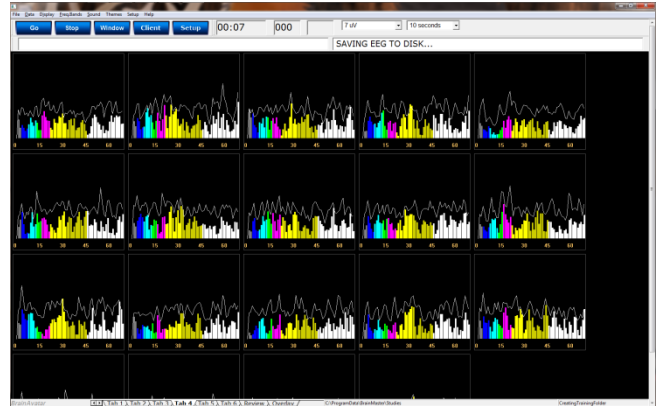 File Data Display Freq.Bands Sound Themes Setup Help
Go Stop Window Client Setup 00:07 000 7 uV 10 seconds
SAVING EEG TO DISK...
0 15 30 45 60 0 15 30 45 60 0 15 30 45 60 0 15 30 45 60 0 15 30 45 60
0 15 30 45 60 0 15 30 45 60 0 15 30 45 60 0 15 30 45 60 0 15 30 45 60
0 15 30 45 60 0 15 30 45 60 0 15 30 45 60 0 15 30 45 60 0 15 30 45 60
BrainAvatar Tab 1 Tab 2 Tab 3 Tab 4 Tab 5 Tab 6 Review Overlay C:\ProgramData\BrainMaster\Studies CreatingTrainingFolder